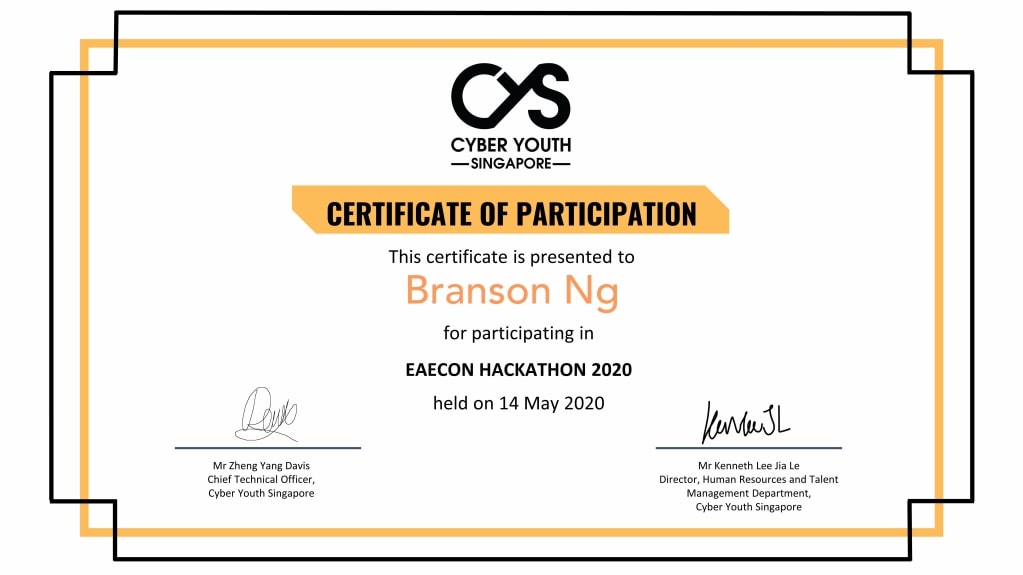 CYS
CYBER YOUTH
SINGAPORE
CERTIFICATE OF PARTICIPATION
This certificate is presented to
Branson Ng
for participating in
EAECON HACKATHON 2020
held on 14 May 2020
Mr Zheng Yang Davis
Chief Technical Officer,
Cyber Youth Singapore
Mr Kenneth Lee Jia Le
Director, Human Resources and Talent
Management Department,
Cyber Youth Singapore